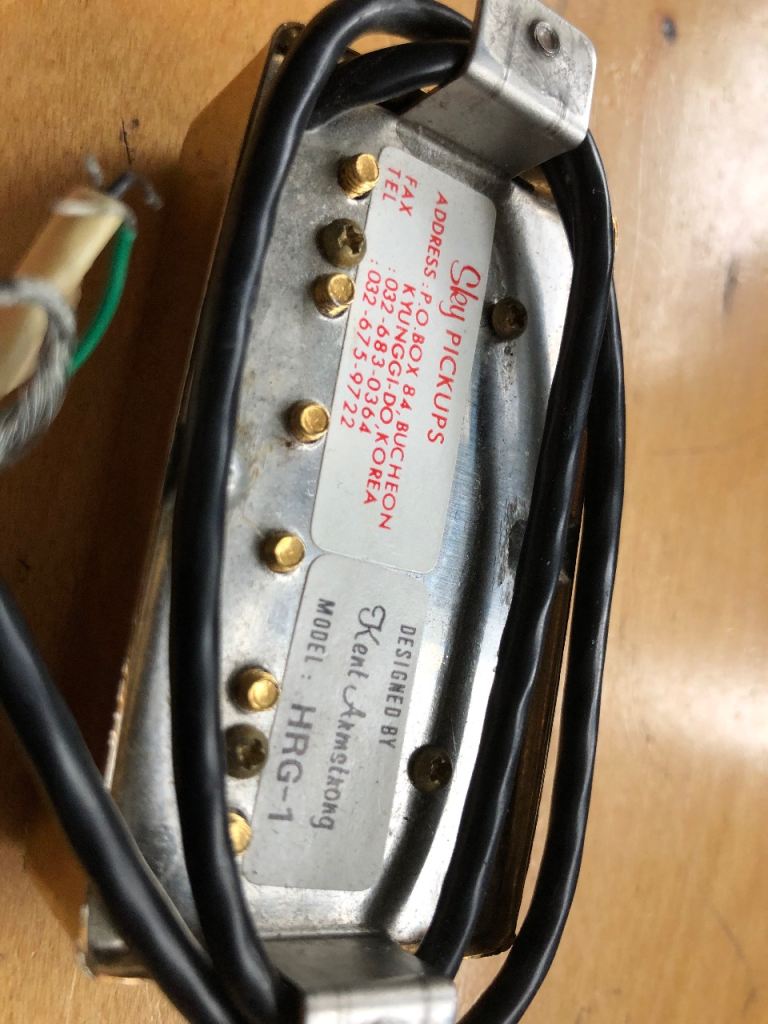 Sky PICKUPS
ADDRESS : P.O.BOX 84, BUCHEON
KYUNGGI-DO, KOREA
FAX : 032-683-0364
TEL : 032-675-9722
DESIGNED BY
Kent Armstrong
MODEL : HRG-1